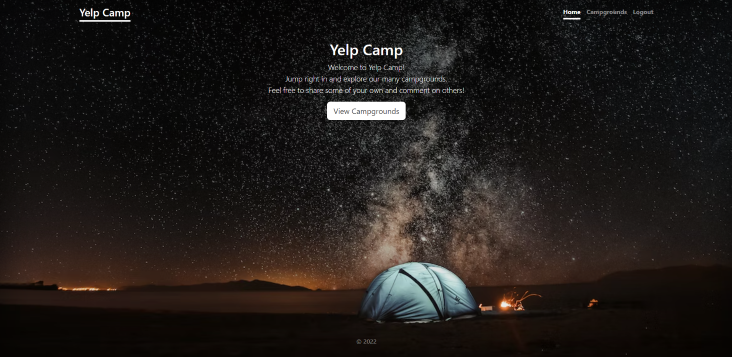 Yelp Camp
Home Campgrounds Logout
Yelp Camp
Welcome to Yelp Camp!
Jump right in and explore our many campgrounds.
Feel free to share some of your own and comment on others!
View Campgrounds
© 2022